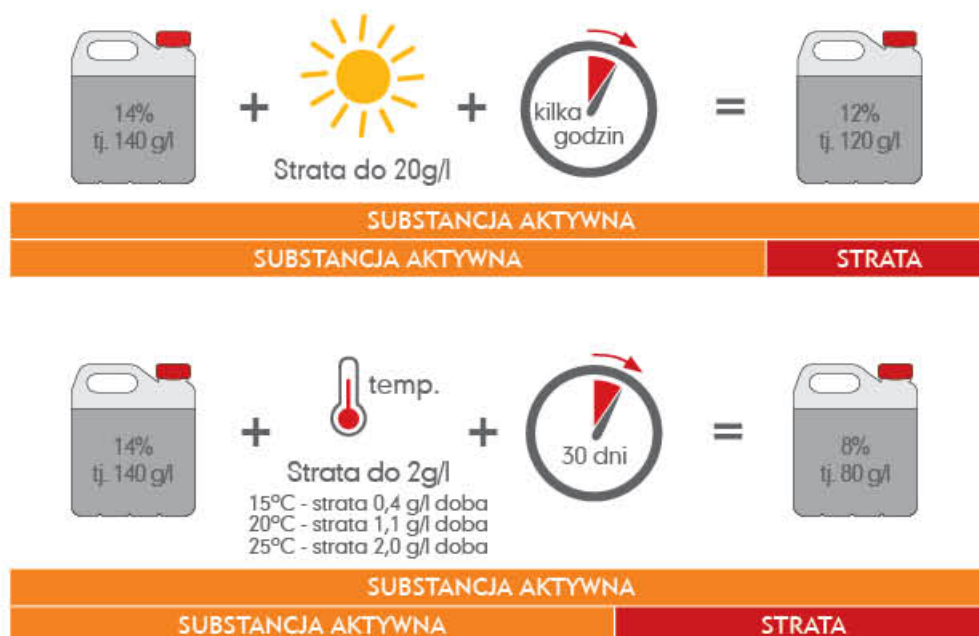 14%
tj. 140 g/l
+
Strata do 20g/l
+
kilka
godzin
=
12%
tj. 120 g/l
SUBSTANCJA AKTYWNA
SUBSTANCJA AKTYWNA
STRATA
14%
tj. 140 g/l
+
temp.
Strata do 2g/l
15°C - strata 0,4 g/l doba
20°C - strata 1,1 g/l doba
25°C - strata 2,0 g/l doba
+
30 dni
=
8%
tj. 80 g/l
SUBSTANCJA AKTYWNA
SUBSTANCJA AKTYWNA
STRATA